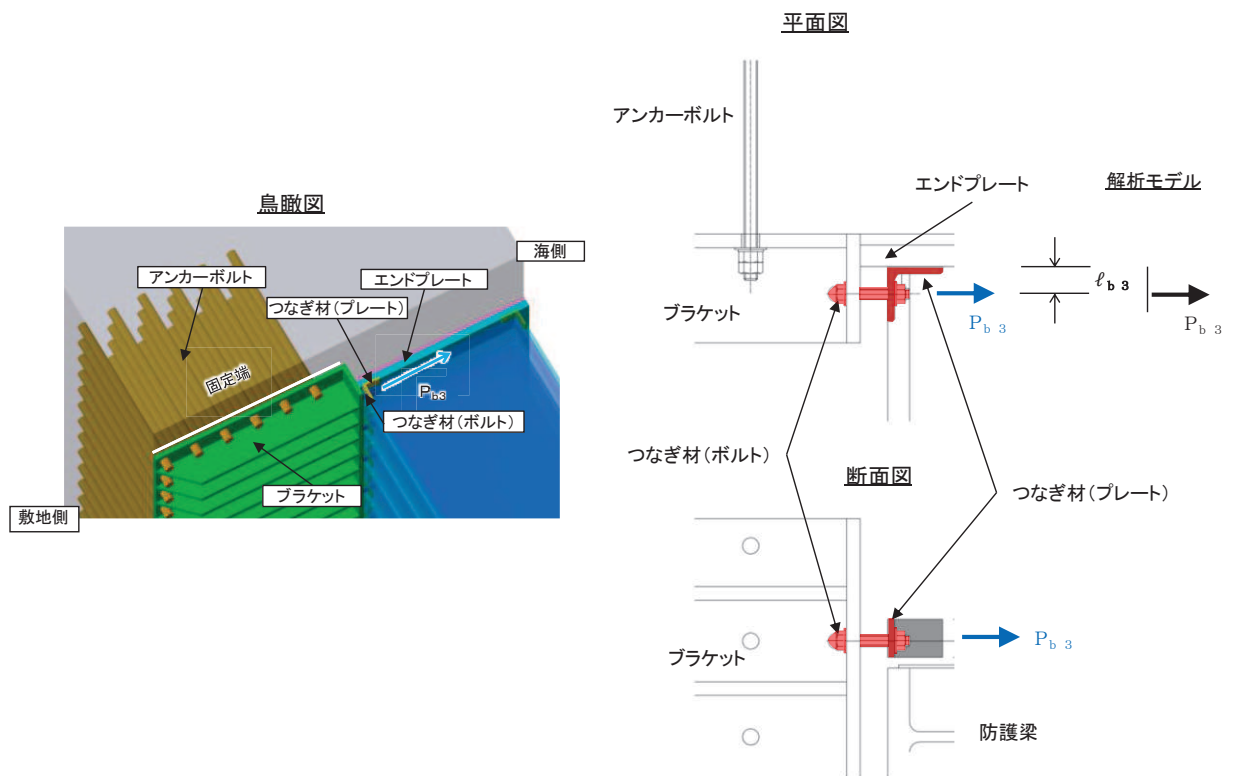 平面図
アンカーボルト
エンドプレート
解析モデル
ℓb3
Pb3
Pb3
ブラケット
鳥瞰図
海側
アンカーボルト
エンドプレート
つなぎ材(プレート)
固定端
Pb3
つなぎ材(ボルト)
ブラケット
敷地側
つなぎ材(ボルト)
断面図
つなぎ材(プレート)
Pb3
ブラケット
防護梁